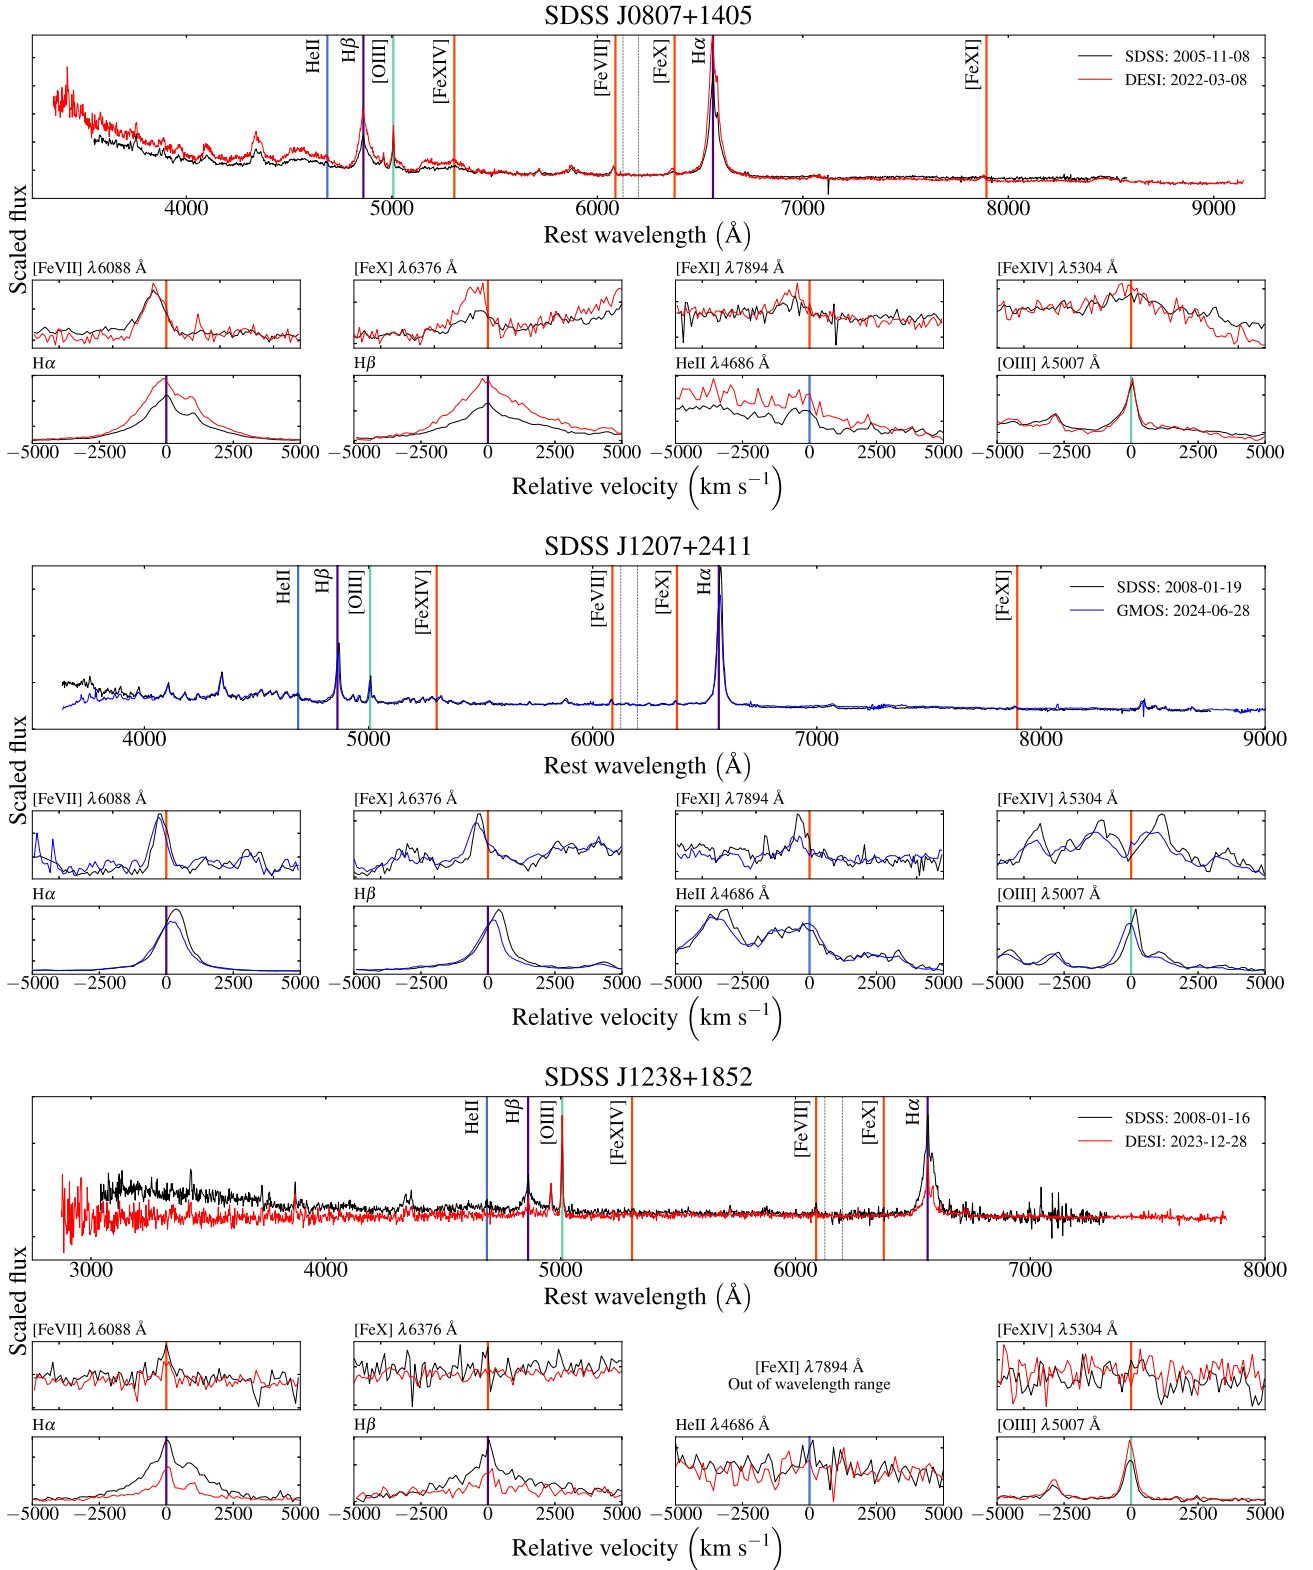 SDSS J0807+1405
HeII
Hβ
[OIII]
[FeXIV]
[FeVII]
[FeX]
Hα
[FeXI]
SDSS: 2005-11-08
DESI: 2022-03-08
4000 5000 6000 7000 8000 9000
Rest wavelength (Å)
Scaled flux
[FeVII] λ6088 Å
[FeX] λ6376 Å
[FeXI] λ7894 Å
[FeXIV] λ5304 Å
Hα
Hβ
HeII λ4686 Å
[OIII] λ5007 Å
−5000 −2500 0 2500 5000
−5000 −2500 0 2500 5000
−5000 −2500 0 2500 5000
−5000 −2500 0 2500 5000
Relative velocity (km s−1)
SDSS J1207+2411
HeII
Hβ
[OIII]
[FeXIV]
[FeVII]
[FeX]
Hα
[FeXI]
SDSS: 2008-01-19
GMOS: 2024-06-28
4000 5000 6000 7000 8000 9000
Rest wavelength (Å)
Scaled flux
[FeVII] λ6088 Å
[FeX] λ6376 Å
[FeXI] λ7894 Å
[FeXIV] λ5304 Å
Hα
Hβ
HeII λ4686 Å
[OIII] λ5007 Å
−5000 −2500 0 2500 5000
−5000 −2500 0 2500 5000
−5000 −2500 0 2500 5000
−5000 −2500 0 2500 5000
Relative velocity (km s−1)
SDSS J1238+1852
HeII
Hβ
[OIII]
[FeXIV]
[FeVII]
[FeX]
Hα
SDSS: 2008-01-16
DESI: 2023-12-28
3000 4000 5000 6000 7000 8000
Rest wavelength (Å)
Scaled flux
[FeVII] λ6088 Å
[FeX] λ6376 Å
[FeXI] λ7894 Å
Out of wavelength range
[FeXIV] λ5304 Å
Hα
Hβ
HeII λ4686 Å
[OIII] λ5007 Å
−5000 −2500 0 2500 5000
−5000 −2500 0 2500 5000
−5000 −2500 0 2500 5000
−5000 −2500 0 2500 5000
Relative velocity (km s−1)